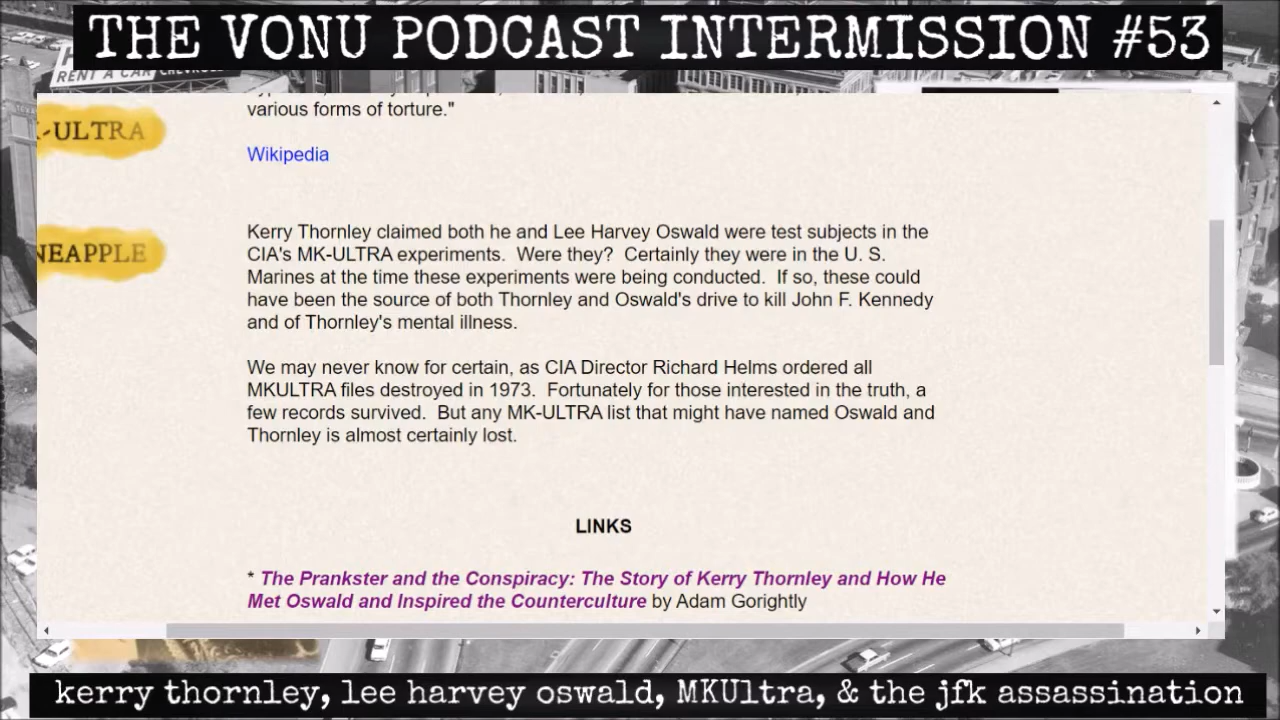 THE VONU PODCAST INTERMISSION #53
RENT A CAR CHEVROL
various forms of torture."
-ULTRA
Wikipedia
Kerry Thornley claimed both he and Lee Harvey Oswald were test subjects in the
CIA's MK-ULTRA experiments. Were they? Certainly they were in the U. S.
NEAPPLE
Marines at the time these experiments were being conducted. If so, these could
have been the source of both Thornley and Oswald's drive to kill John F. Kennedy
and of Thornley's mental illness.
We may never know for certain, as CIA Director Richard Helms ordered all
MKULTRA files destroyed in 1973. Fortunately for those interested in the truth, a
few records survived. But any MK-ULTRA list that might have named Oswald and
Thornley is almost certainly lost.
LINKS
* The Prankster and the Conspiracy: The Story of Kerry Thornley and How He
Met Oswald and Inspired the Counterculture by Adam Gorightly
kerry thornley, lee harvey oswald, MKUltra, & the jfk assassination